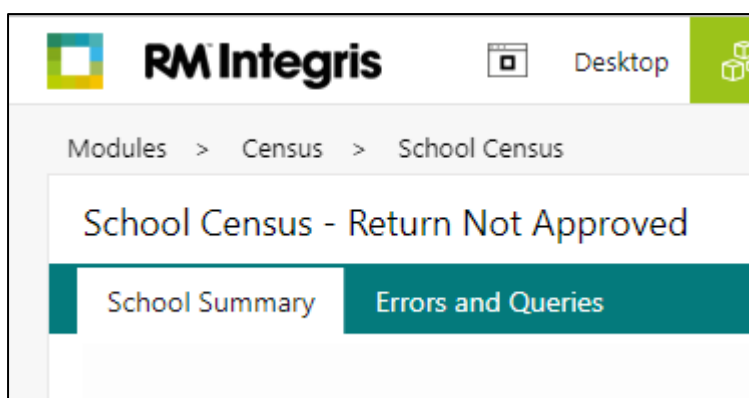 RM Integris Desktop
Modules > Census > School Census
School Census - Return Not Approved
School Summary Errors and Queries